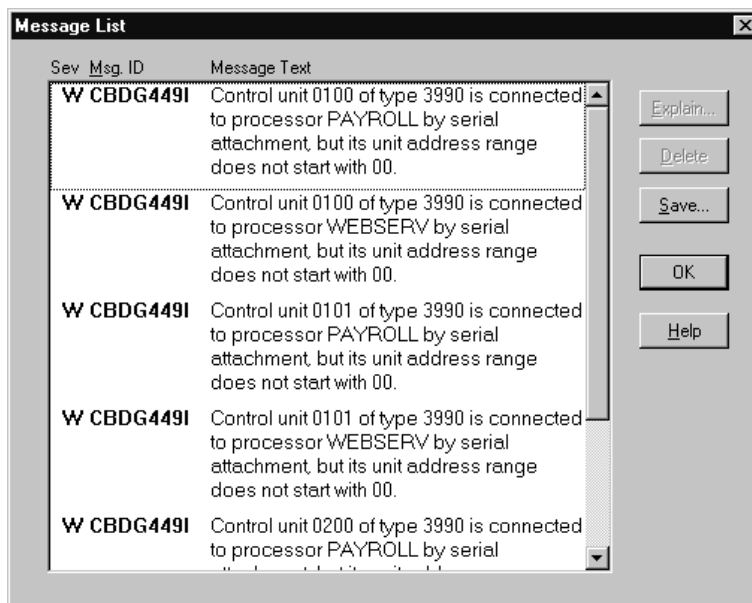 Message List
Sev Msg. ID Message Text
W CBDG449I Control unit 0100 of type 3990 is connected
to processor PAYROLL by serial
attachment, but its unit address range
does not start with 00.
W CBDG449I Control unit 0100 of type 3990 is connected
to processor WEBSERV by serial
attachment, but its unit address range
does not start with 00.
W CBDG449I Control unit 0101 of type 3990 is connected
to processor PAYROLL by serial
attachment, but its unit address range
does not start with 00.
W CBDG449I Control unit 0101 of type 3990 is connected
to processor WEBSERV by serial
attachment, but its unit address range
does not start with 00.
W CBDG449I Control unit 0200 of type 3990 is connected
to processor PAYROLL by serial
Explain...
Delete
Save...
OK
Help